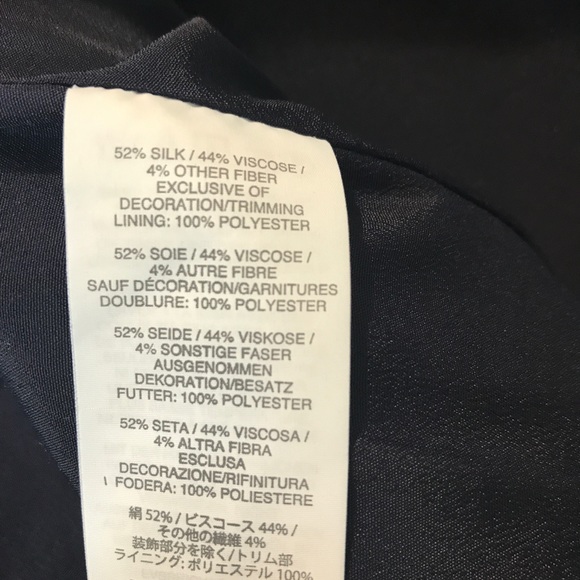 52% SILK / 44% VISCOSE /
4% OTHER FIBER
EXCLUSIVE OF
DECORATION/TRIMMING
LINING: 100% POLYESTER
52% SOIE / 44% VISCOSE /
4% AUTRE FIBRE
SAUF DÉCORATION/GARNITURES
DOUBLURE: 100% POLYESTER
52% SEIDE / 44% VISKOSE /
4% SONSTIGE FASER
AUSGENOMMEN
DEKORATION/BESATZ
FUTTER: 100% POLYESTER
52% SETA / 44% VISCOSA /
4% ALTRA FIBRA
ESCLUSA
DECORAZIONE/RIFINITURA
FODERA: 100% POLIESTERE
絹 52% / ビスコース 44% /
その他の繊維 4%
装飾部分を除く/トリム部
ライニング: ポリエステル 100%